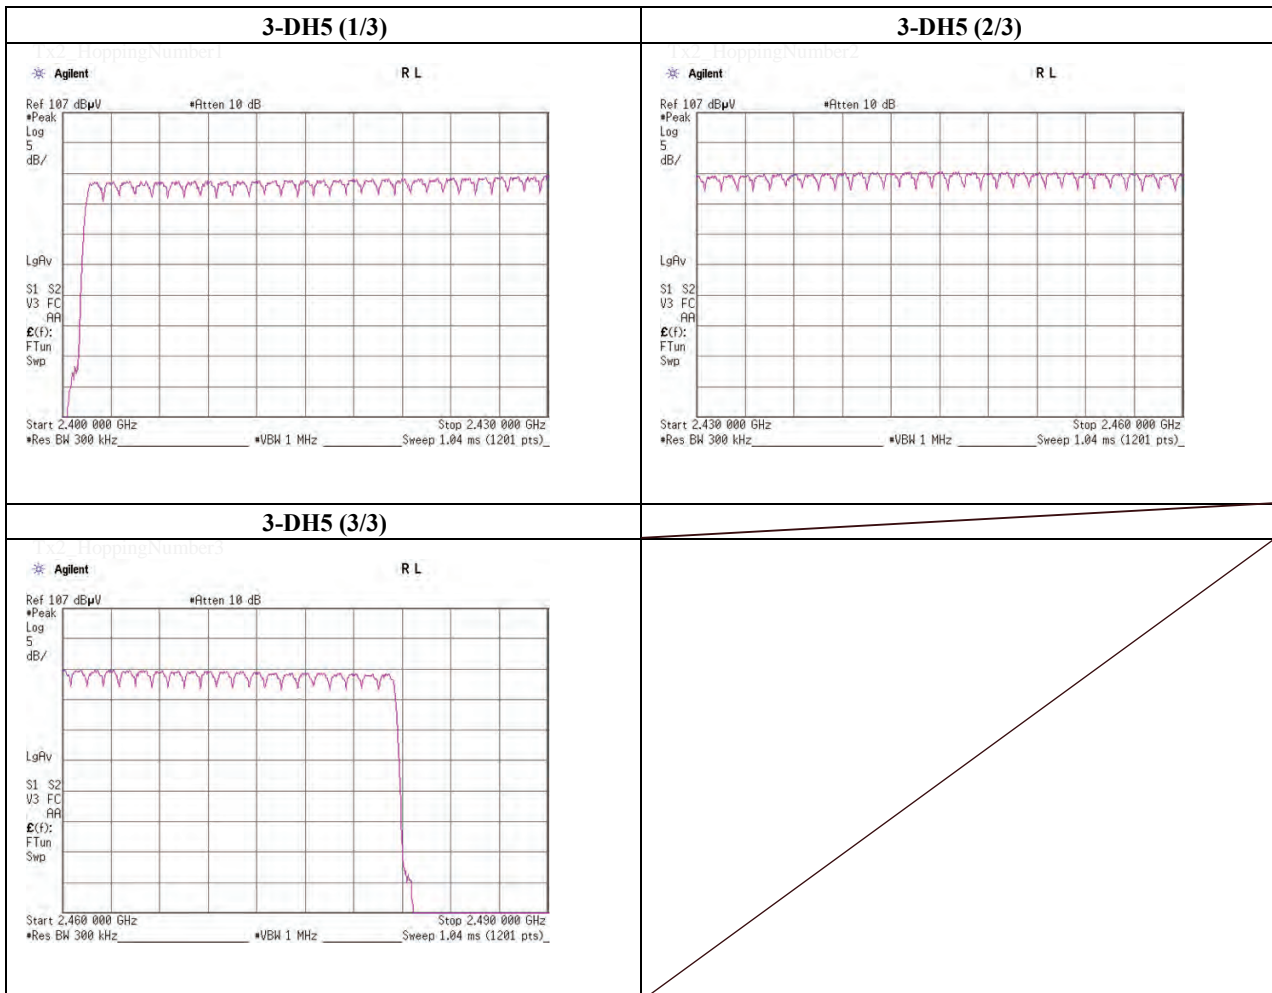 3-DH5 (1/3)
3-DH5 (2/3)
Tx2_HoppingNumber1
Agilent
R L
Ref 107 dBµV
#Atten 10 dB
#Peak
Log
5
dB/
LgAv
S1 S2
V3 FC
AA
£(f):
FTun
Swp
Start 2.400 000 GHz
Stop 2.430 000 GHz
#Res BW 300 kHz
#VBW 1 MHz
Sweep 1.04 ms (1201 pts)
Tx2_HoppingNumber2
Agilent
R L
Ref 107 dBµV
#Atten 10 dB
#Peak
Log
5
dB/
LgAv
S1 S2
V3 FC
AA
£(f):
FTun
Swp
Start 2.430 000 GHz
Stop 2.460 000 GHz
#Res BW 300 kHz
#VBW 1 MHz
Sweep 1.04 ms (1201 pts)
3-DH5 (3/3)
Tx2_HoppingNumber3
Agilent
R L
Ref 107 dBµV
#Atten 10 dB
#Peak
Log
5
dB/
LgAv
S1 S2
V3 FC
AA
£(f):
FTun
Swp
Start 2.460 000 GHz
Stop 2.490 000 GHz
#Res BW 300 kHz
#VBW 1 MHz
Sweep 1.04 ms (1201 pts)